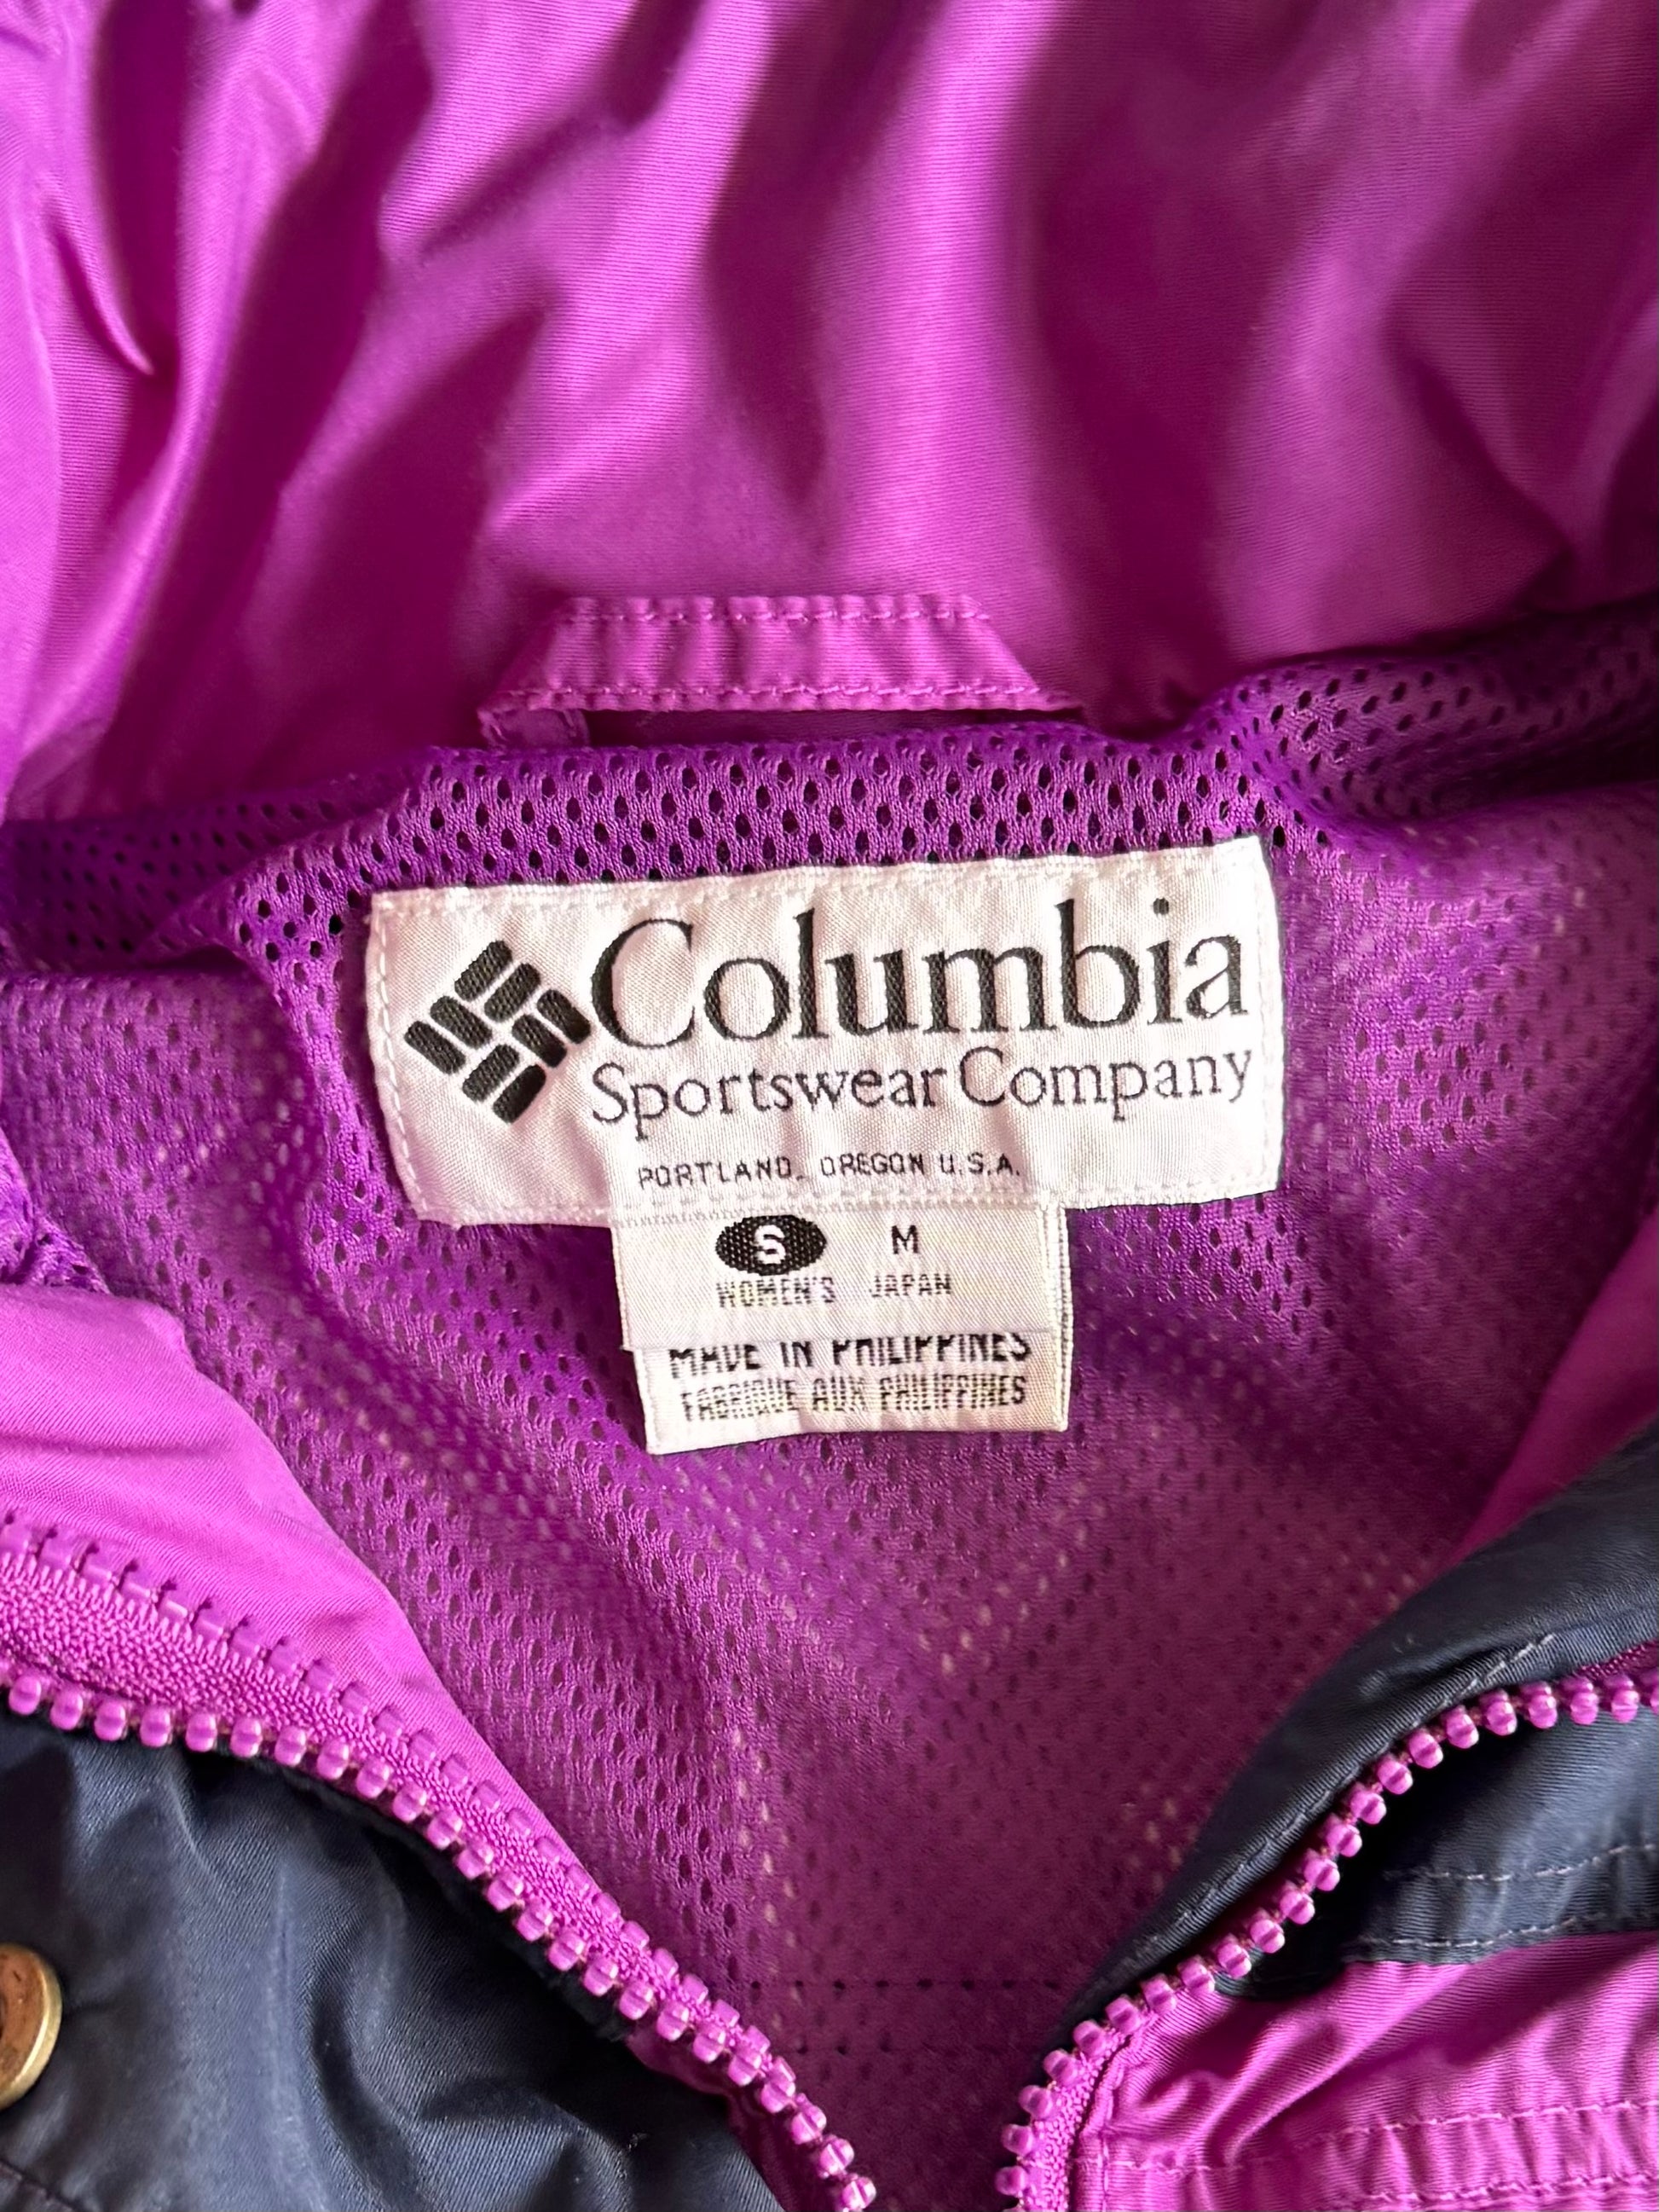 Columbia
Sportswear Company
PORTLAND, OREGON U.S.A.
S M
WOMEN'S JAPAN
MADE IN PHILIPPINES
FABRIQUE AUX PHILIPPINES